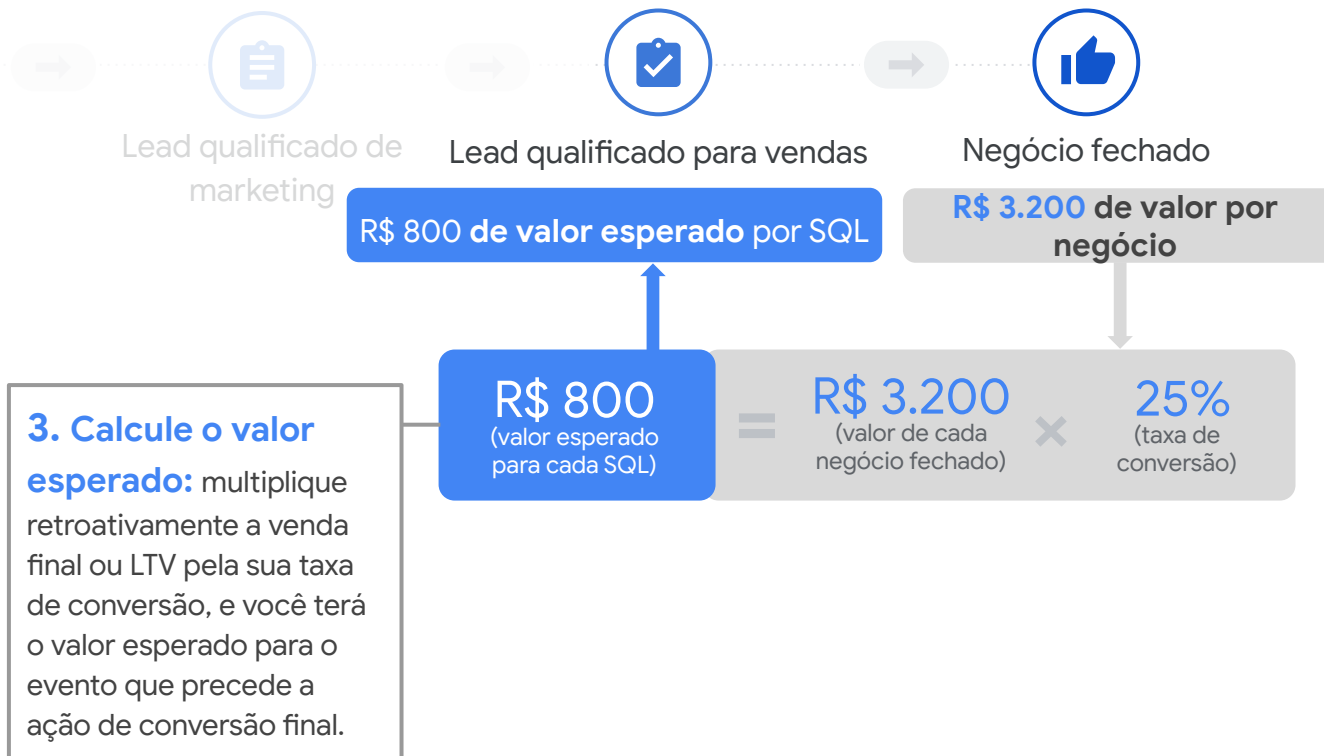 Lead qualificado de
marketing
Lead qualificado para vendas
Negócio fechado
R$ 800 de valor esperado por SQL
R$ 3.200 de valor por
negócio
3. Calcule o valor
esperado: multiplique
retroativamente a venda
final ou LTV pela sua taxa
de conversão, e você terá
o valor esperado para o
evento que precede a
ação de conversão final.
R$ 800
(valor esperado
para cada SQL)
=
R$ 3.200
(valor de cada
negócio fechado)
×
25%
(taxa de
conversão)